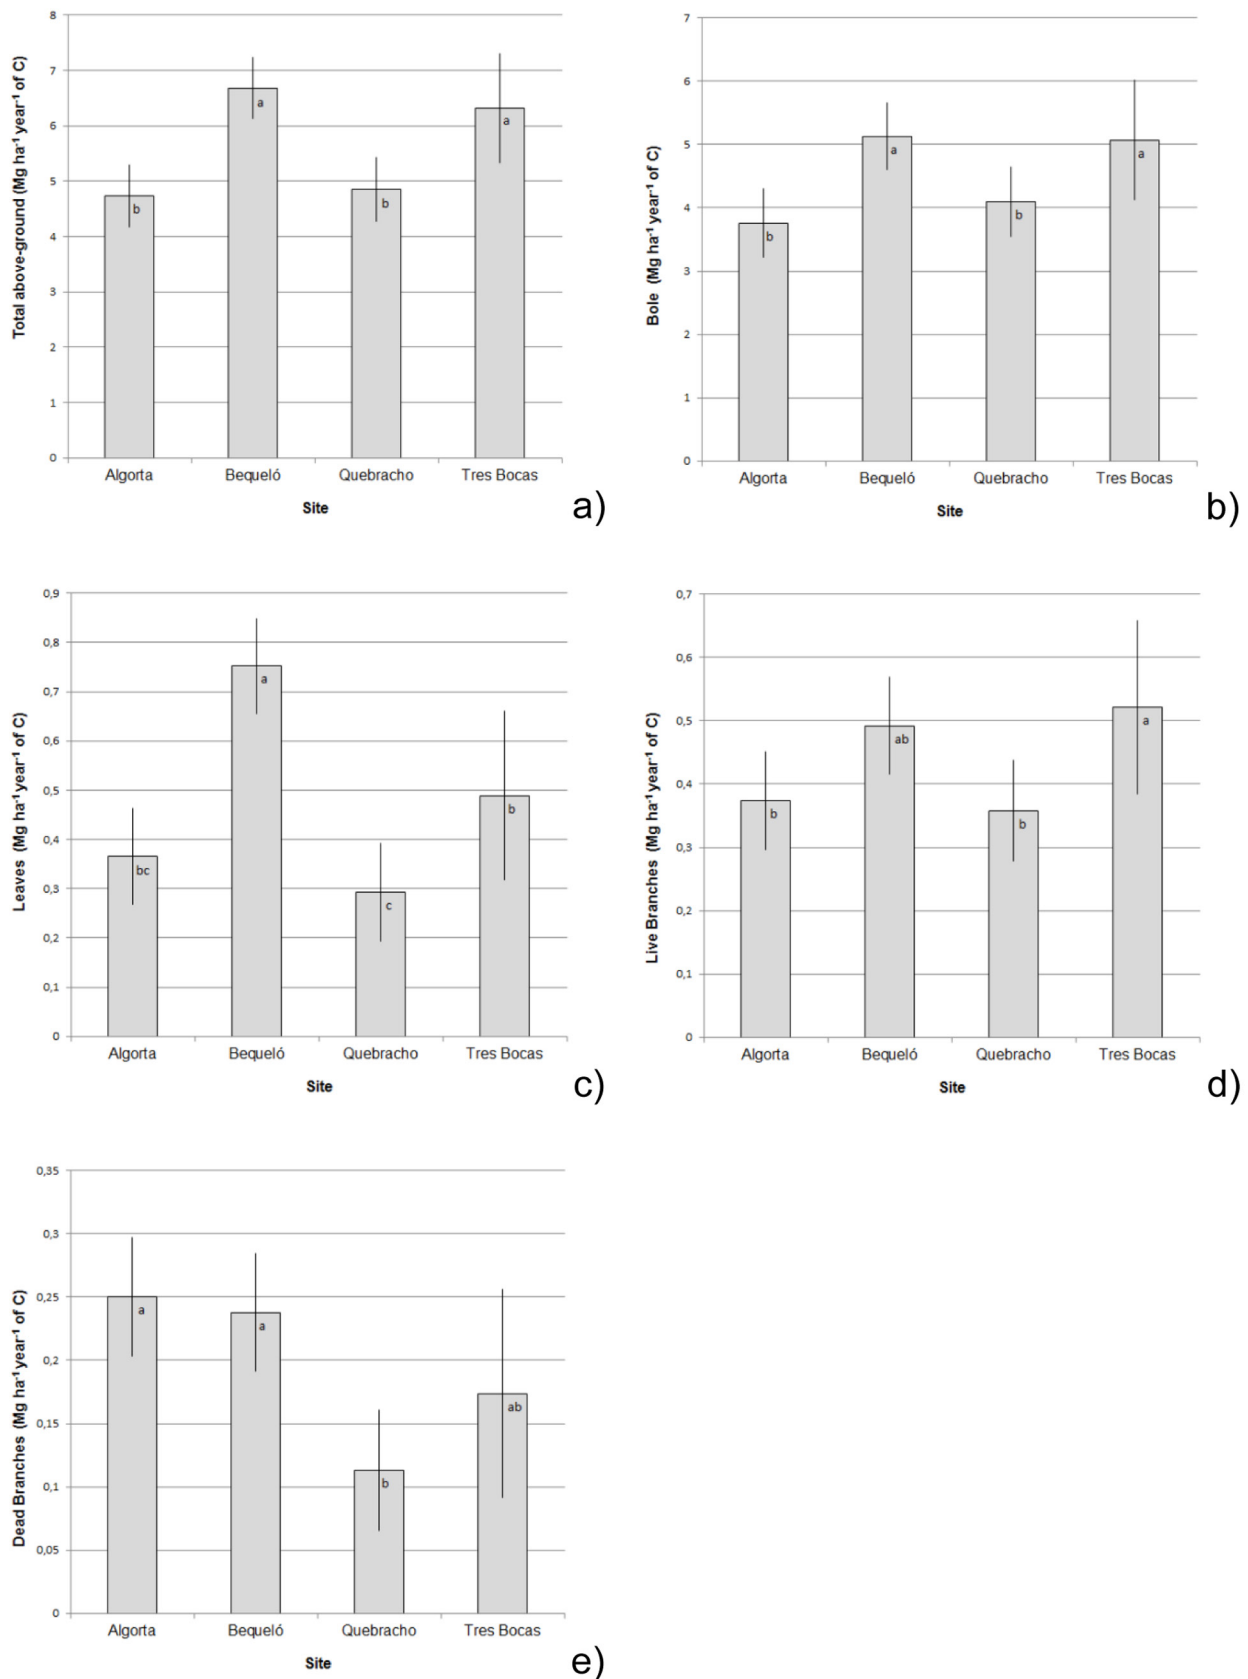 Total above-ground (Mg ha⁻¹ year⁻¹ of C)
8
7
6
5
4
3
2
1
0
b
a
b
a
Algorta Bequeló Quebracho Tres Bocas
Site
a)
Bole (Mg ha⁻¹ year⁻¹ of C)
7
6
5
4
3
2
1
0
b
a
b
a
Algorta Bequeló Quebracho Tres Bocas
Site
b)
Leaves (Mg ha⁻¹ year⁻¹ of C)
0,9
0,8
0,7
0,6
0,5
0,4
0,3
0,2
0,1
0
bc
a
c
b
Algorta Bequeló Quebracho Tres Bocas
Site
c)
Live Branches (Mg ha⁻¹ year⁻¹ of C)
0,7
0,6
0,5
0,4
0,3
0,2
0,1
0
b
ab
b
a
Algorta Bequeló Quebracho Tres Bocas
Site
d)
Dead Branches (Mg ha⁻¹ year⁻¹ of C)
0,35
0,3
0,25
0,2
0,15
0,1
0,05
0
a
a
b
ab
Algorta Bequeló Quebracho Tres Bocas
Site
e)